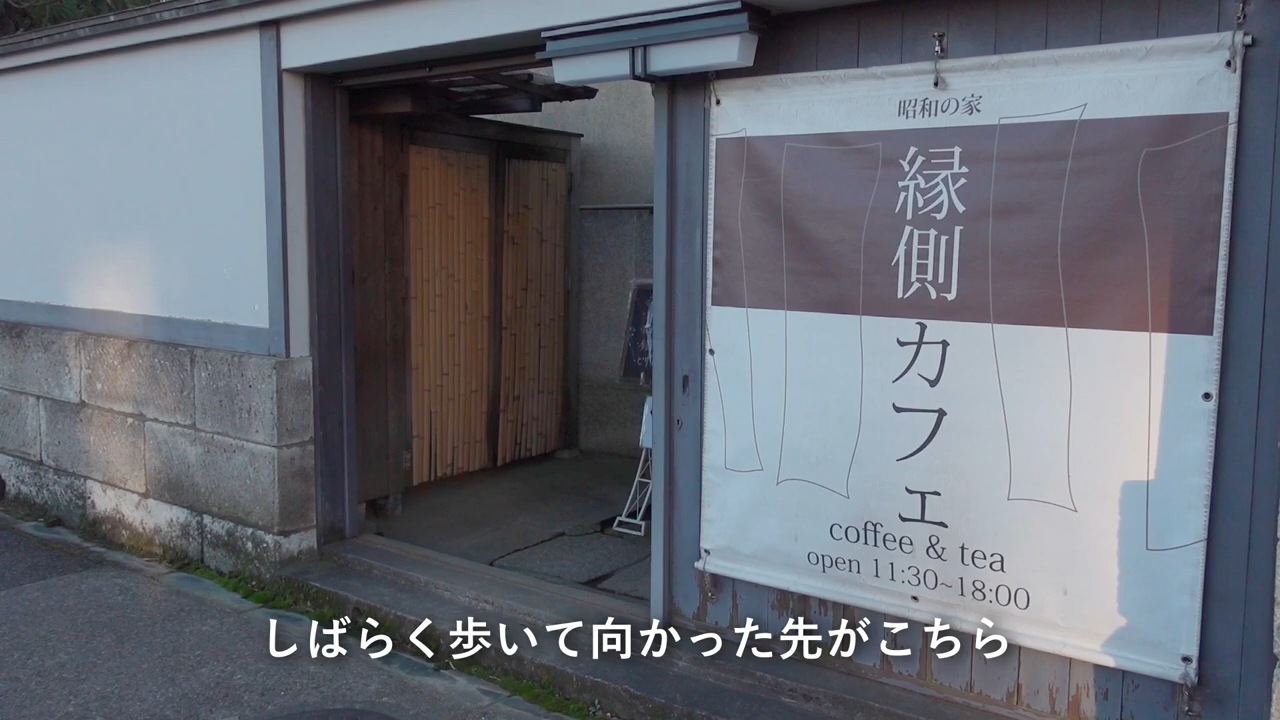 昭和の家
縁側カフェ
coffee & tea
open 11:30~18:00
しばらく歩いて向かった先がこちら